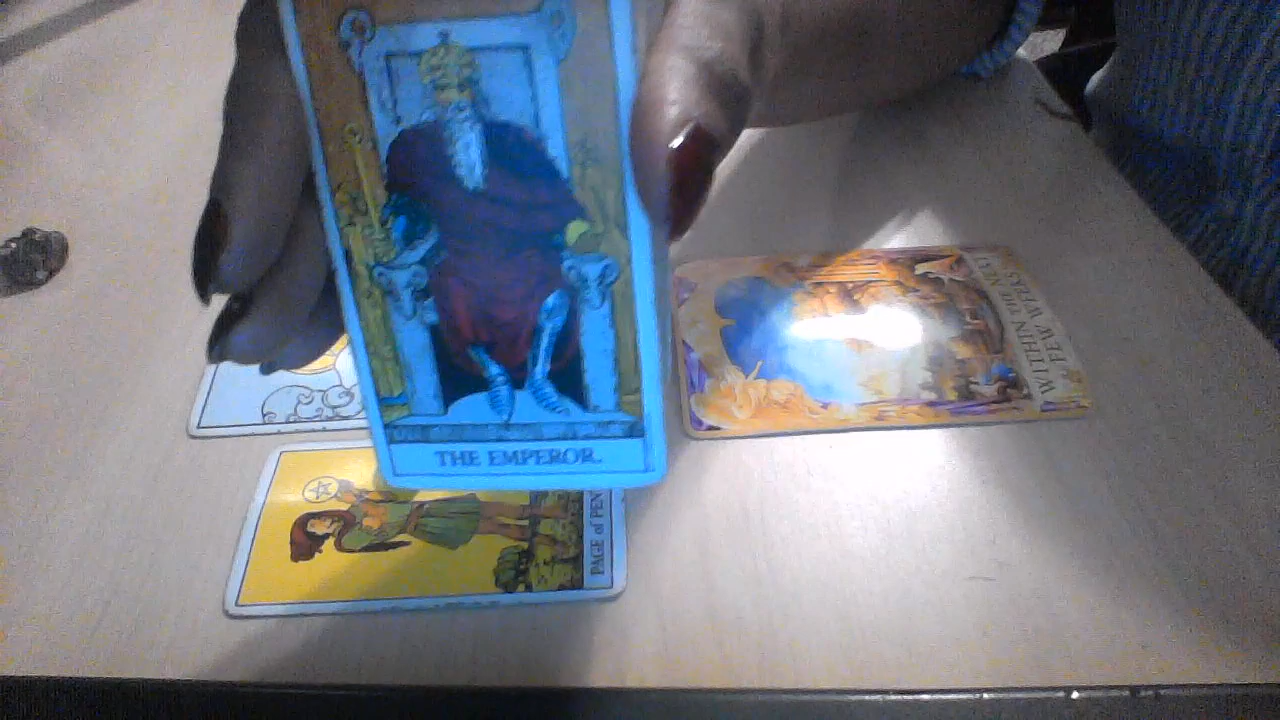 THE EMPEROR.
PAGE of PEN
WITHIN THE NEXT
FEW WEEKS